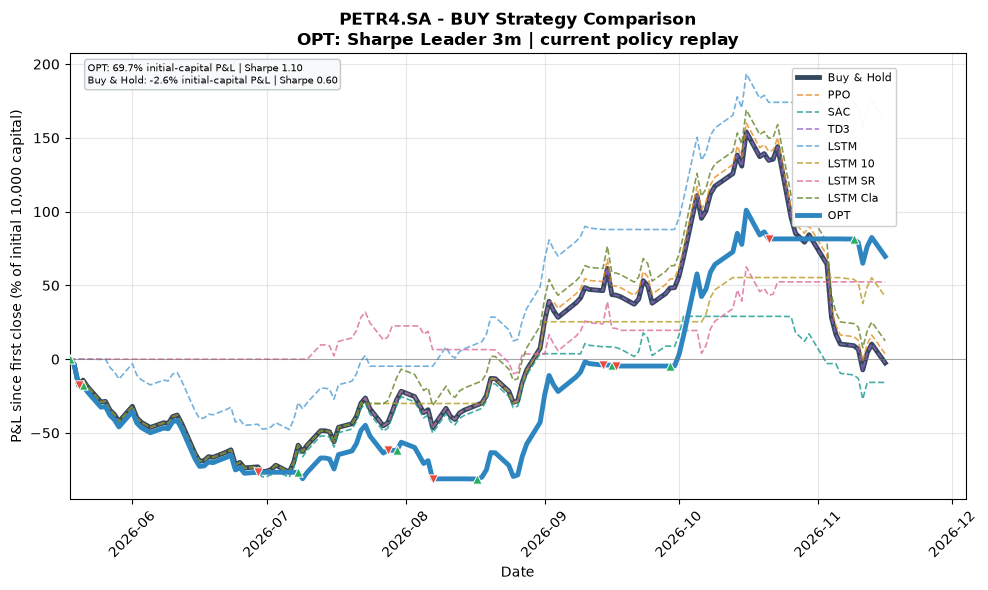 PETR4.SA - BUY Strategy Comparison
OPT: Sharpe Leader 3m | current policy replay
OPT: 69.7% initial-capital P&L | Sharpe 1.10
Buy & Hold: -2.6% initial-capital P&L | Sharpe 0.60
Buy & Hold
PPO
SAC
TD3
LSTM
LSTM 10
LSTM SR
LSTM Cla
OPT
P&L since first close (% of initial 10,000 capital)
200
150
100
50
0
−50
2026-06
2026-07
2026-08
2026-09
2026-10
2026-11
2026-12
Date